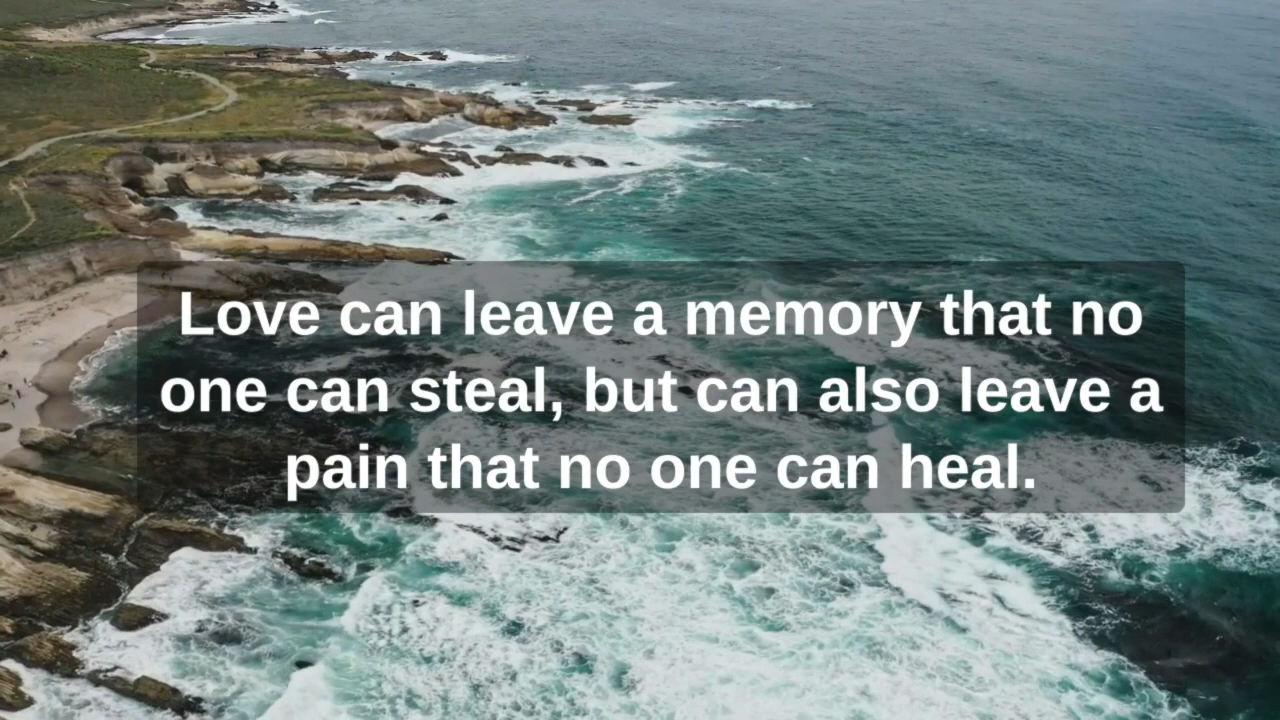 Love can leave a memory that no
one can steal, but can also leave a
pain that no one can heal.